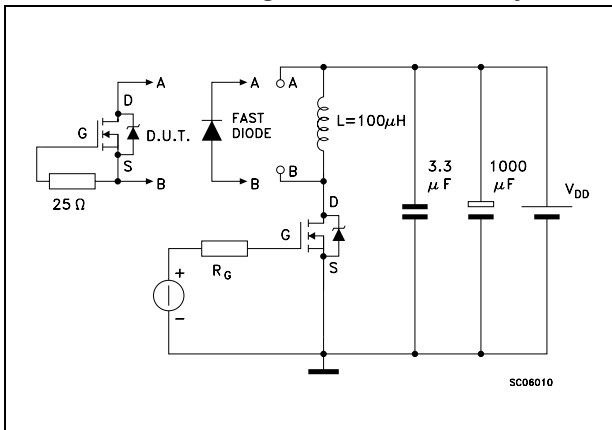 A
D
G
D.U.T.
S
B
25 Ω
A
FAST
DIODE
B
A
B
L=100μH
D
G
S
R_G
+
−
3.3
μF
1000
μF
V_DD
SC06010